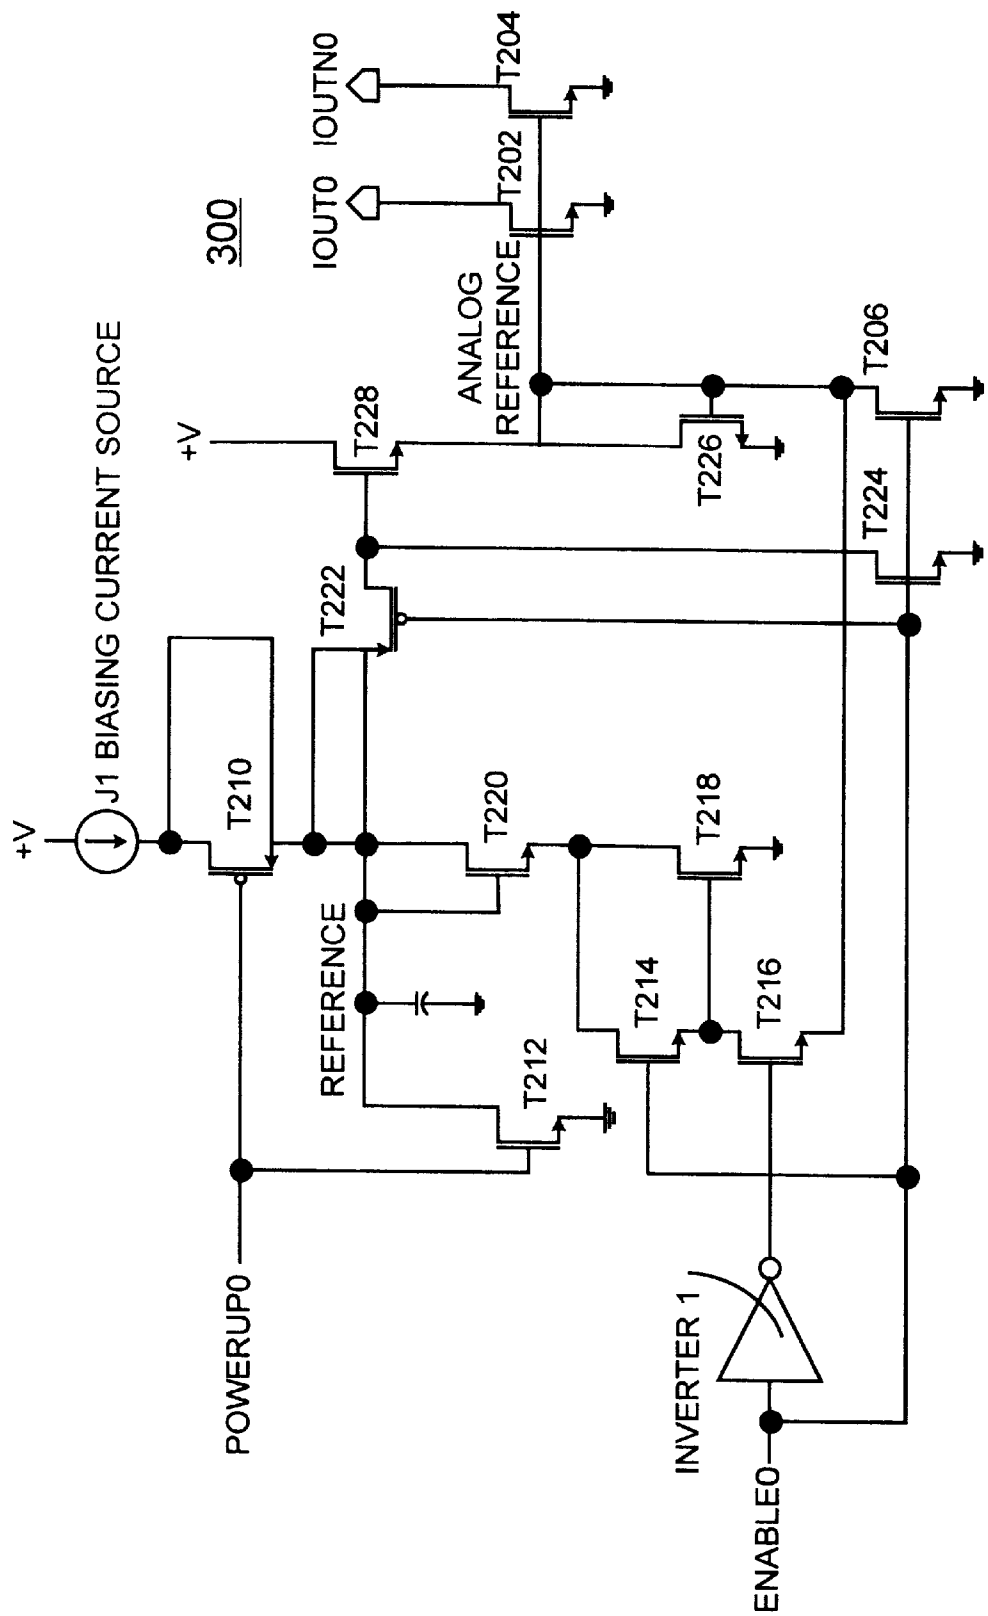 300
+V
J1 BIASING CURRENT SOURCE
T210
+V
T228
T222
IOUT0
IOUTN0
T202
T204
ANALOG
REFERENCE
REFERENCE
T220
T212
T214
T218
T216
T226
T224
T206
POWERUP0
INVERTER 1
ENABLE0